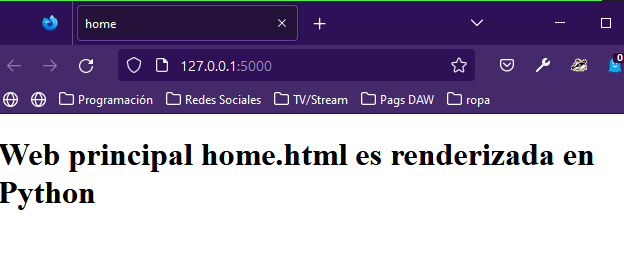 home
127.0.0.1:5000
0
Programación Redes Sociales TV/Stream Pags DAW ropa
Web principal home.html es renderizada en
Python